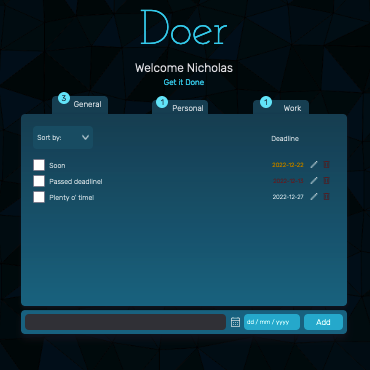 Doer
Welcome Nicholas
Get it Done
3 General
1 Personal
1 Work
Sort by:
Deadline
Soon 2022-12-22
Passed deadline!
Plenty o' time! 2022-12-27
dd / mm / yyyy Add